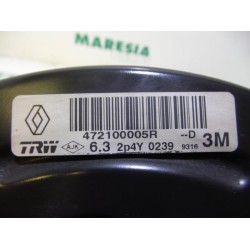 MARESIA
472100005R --D
TRW AJK 6,3 2p4Y 0239 9316 3M